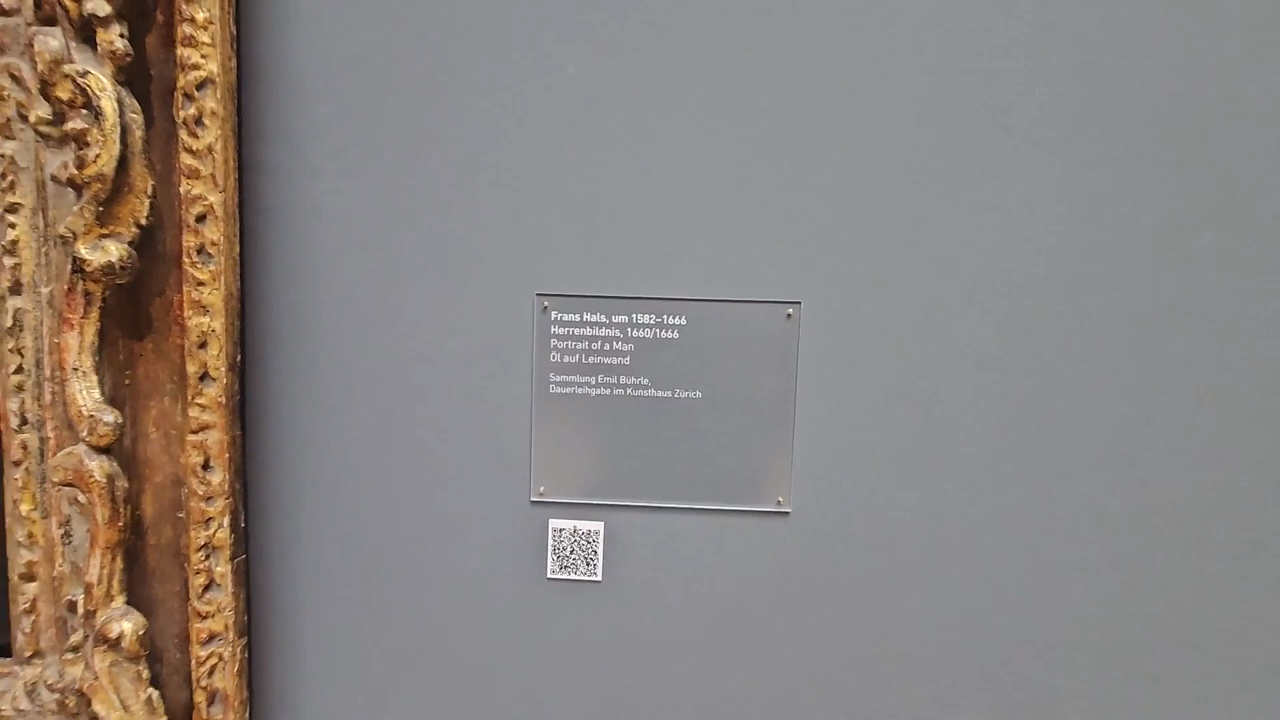 Frans Hals, um 1582–1666
Herrenbildnis, 1660/1666
Portrait of a Man
Öl auf Leinwand
Sammlung Emil Bührle,
Dauerleihgabe im Kunsthaus Zürich